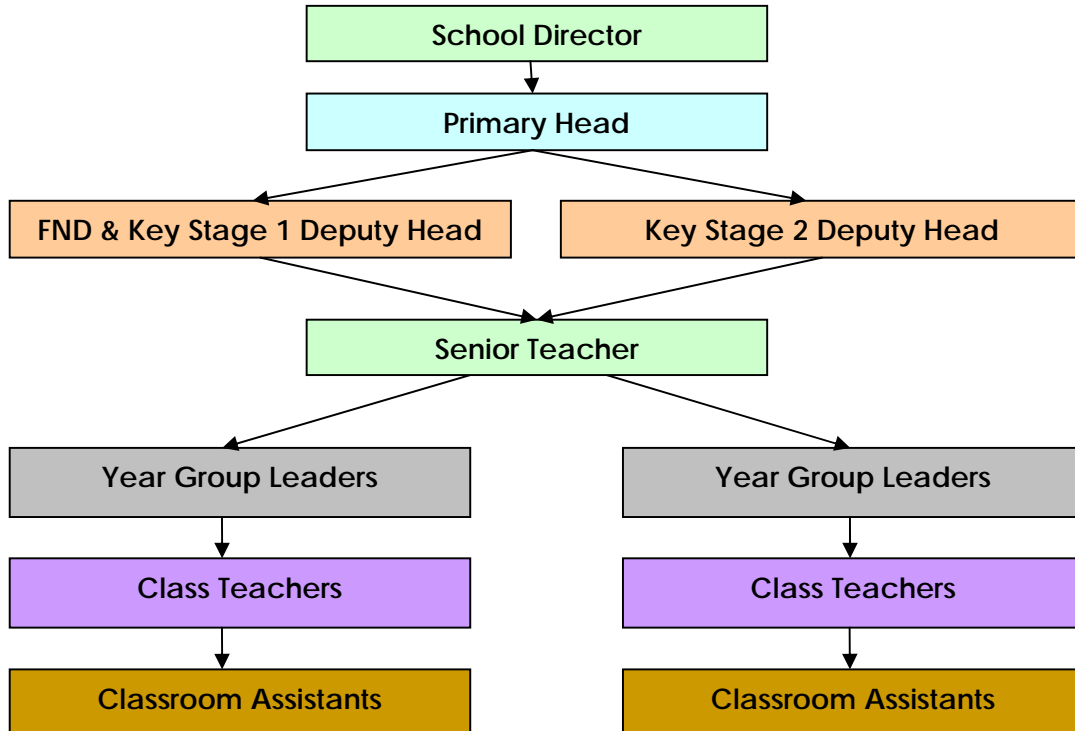 School Director
Primary Head
FND & Key Stage 1 Deputy Head
Key Stage 2 Deputy Head
Senior Teacher
Year Group Leaders
Year Group Leaders
Class Teachers
Class Teachers
Classroom Assistants
Classroom Assistants